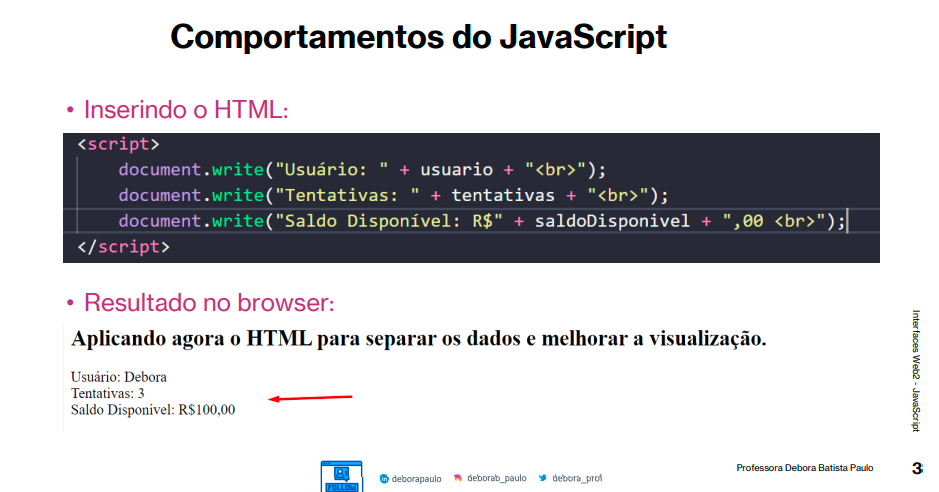 Comportamentos do JavaScript
• Inserindo o HTML:
<script>
document.write("Usuário: " + usuario + "<br>");
document.write("Tentativas: " + tentativas + "<br>");
document.write("Saldo Disponível: R$" + saldoDisponivel + ",00 <br>");
</script>
• Resultado no browser:
Aplicando agora o HTML para separar os dados e melhorar a visualização.
Usuário: Debora
Tentativas: 3
Saldo Disponível: R$100,00
Interfaces Web2 - JavaScript
FOLLOW
deborapaulo
deborab_paulo
debora_prof
Professora Debora Batista Paulo
3